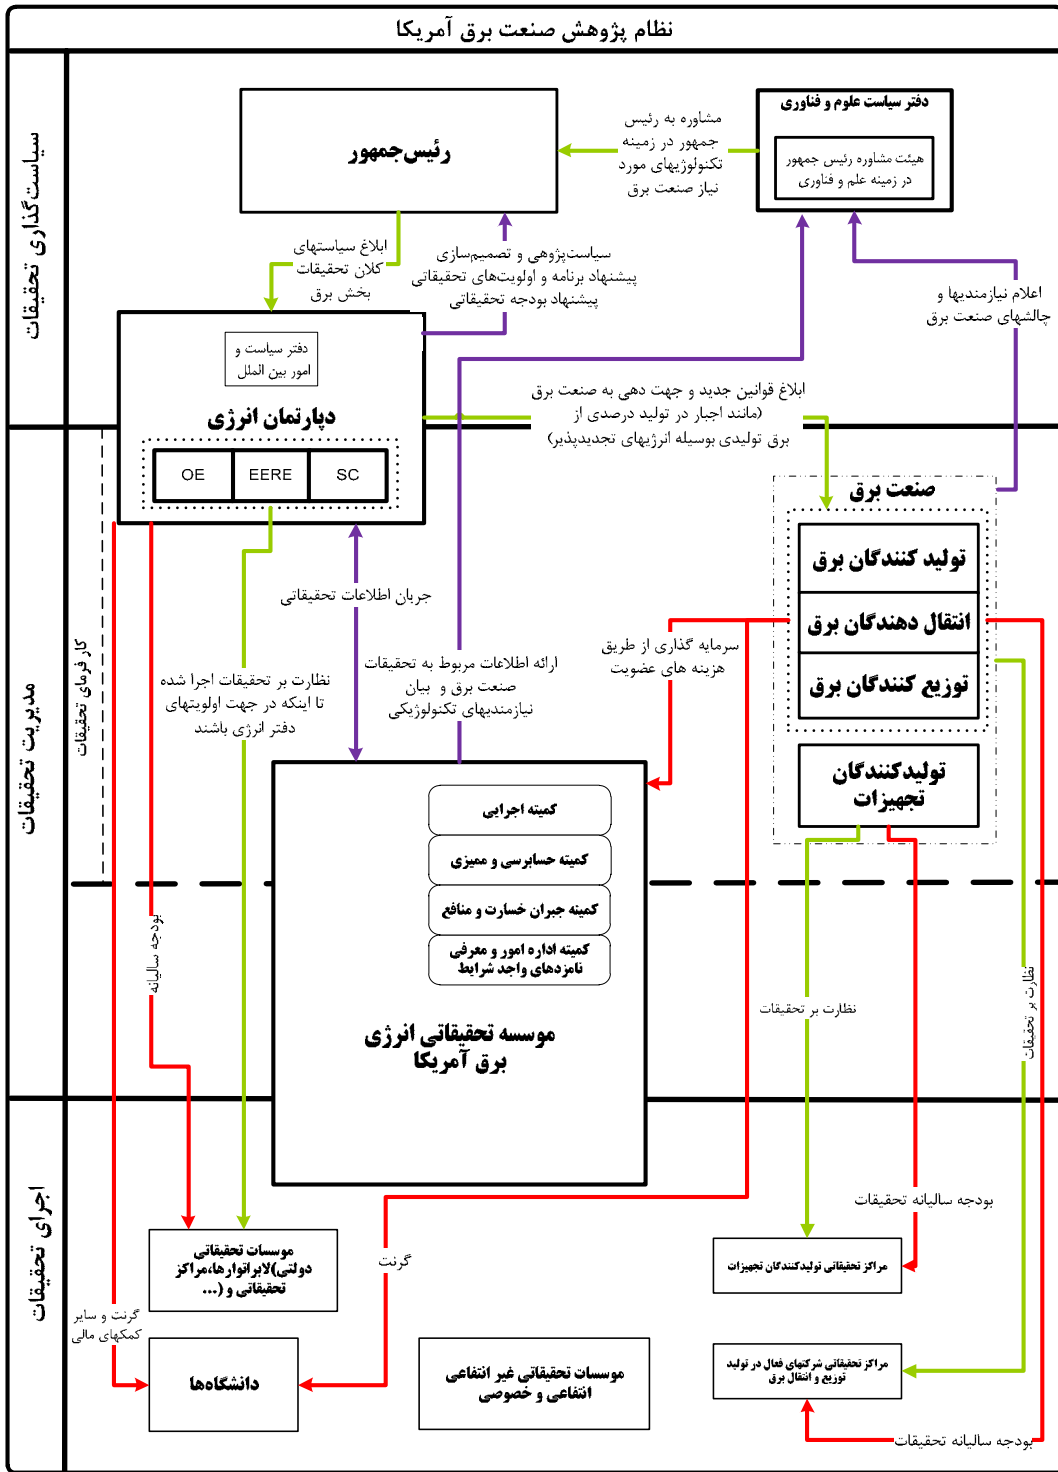 نظام پژوهش صنعت برق آمریکا
سیاست‌گذاری تحقیقات
رئیس‌جمهور
مشاوره به رئیس
جمهور در زمینه
تکنولوژیهای مورد
نیاز صنعت برق
دفتر سیاست علوم و فناوری
هیئت مشاوره رئیس جمهور
در زمینه علم و فناوری
ابلاغ سیاستهای
کلان تحقیقات
بخش برق
سیاست‌پژوهی و تصمیم‌سازی
پیشنهاد برنامه و اولویت‌های تحقیقاتی
پیشنهاد بودجه تحقیقاتی
اعلام نیازمندیها و
چالشهای صنعت برق
دفتر سیاست و
امور بین الملل
دپارتمان انرژی
OE
EERE
SC
ابلاغ قوانین جدید و جهت دهی به صنعت برق
(مانند اجبار در تولید درصدی از
برق تولیدی بوسیله انرژیهای تجدیدپذیر)
مدیریت تحقیقات
کار فرمای تحقیقات
صنعت برق
تولید کنندگان برق
انتقال دهندگان برق
توزیع کنندگان برق
تولیدکنندگان
تجهیزات
جریان اطلاعات تحقیقاتی
سرمایه گذاری از طریق
هزینه های عضویت
ارائه اطلاعات مربوط به تحقیقات
صنعت برق و بیان
نیازمندیهای تکنولوژیکی
نظارت بر تحقیقات اجرا شده
تا اینکه در جهت اولویتهای
دفتر انرژی باشند
کمیته اجرایی
کمیته حسابرسی و ممیزی
کمیته جبران خسارت و منافع
کمیته اداره امور و معرفی
نامزدهای واجد شرایط
موسسه تحقیقاتی انرژی
برق آمریکا
بودجه سالیانه
نظارت بر تحقیقات
نظارت بر تحقیقات
اجرای تحقیقات
بودجه سالیانه تحقیقات
موسسات تحقیقاتی
دولتی)لابراتوارها،مراکز
تحقیقاتی و (...
گرنت
مراکز تحقیقاتی تولیدکنندگان تجهیزات
گرنت و سایر
کمکهای مالی
دانشگاه‌ها
موسسات تحقیقاتی غیر انتفاعی
انتفاعی و خصوصی
مراکز تحقیقاتی شرکتهای فعال در تولید
توزیع و انتقال برق
بودجه سالیانه تحقیقات